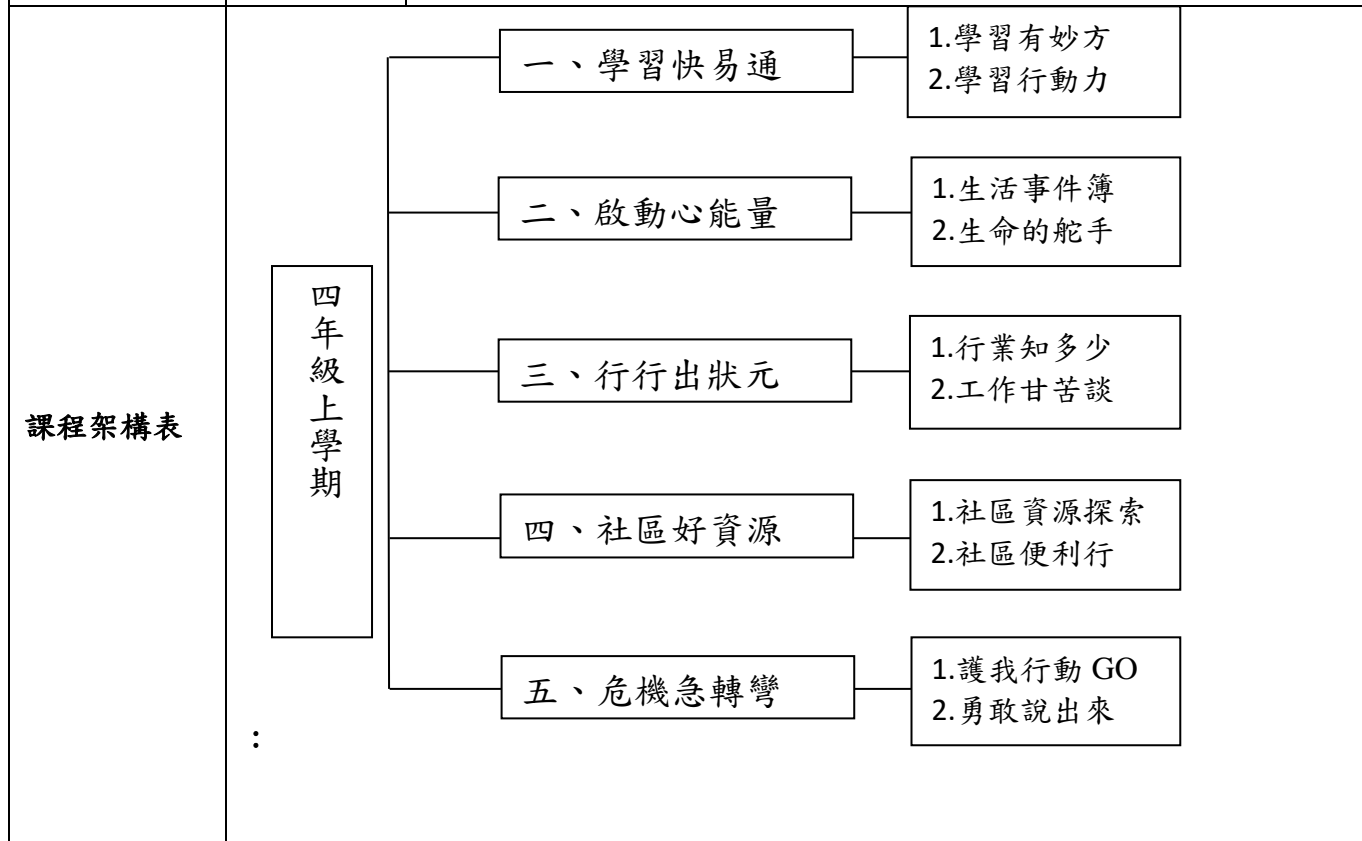 課程架構表
四年級上學期
一、學習快易通
1.學習有妙方
2.學習行動力
二、啟動心能量
1.生活事件簿
2.生命的舵手
三、行行出狀元
1.行業知多少
2.工作甘苦談
四、社區好資源
1.社區資源探索
2.社區便利行
五、危機急轉彎
1.護我行動 GO
2.勇敢說出來
：